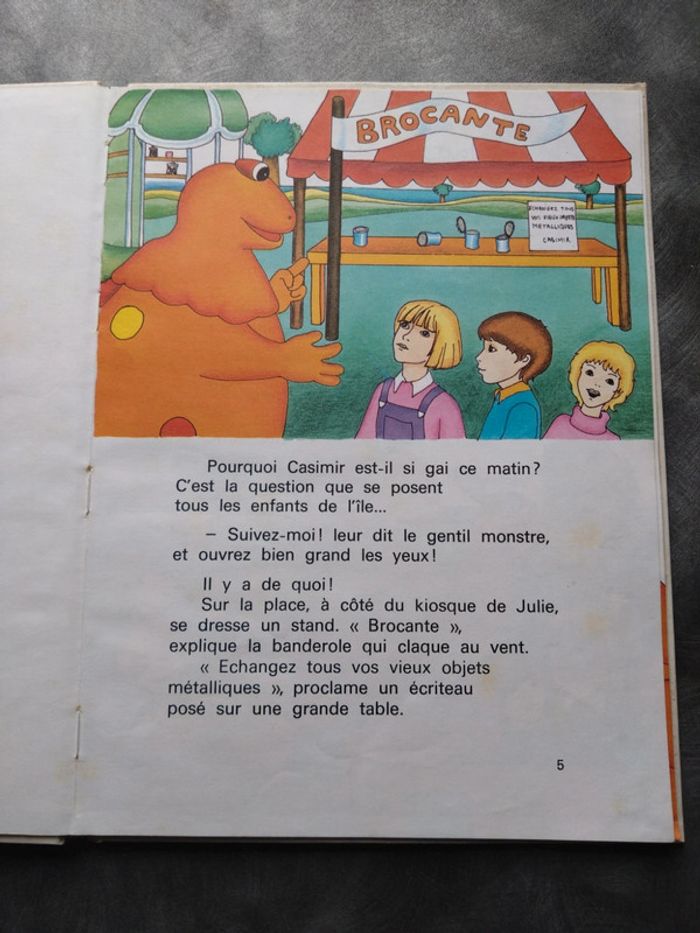 BROCANTE
ECHANGEZ TOUS
VOS VIEUX OBJETS
METALLIQUES
CASIMIR
Pourquoi Casimir est-il si gai ce matin?
C'est la question que se posent
tous les enfants de l'île...
– Suivez-moi! leur dit le gentil monstre,
et ouvrez bien grand les yeux!
Il y a de quoi!
Sur la place, à côté du kiosque de Julie,
se dresse un stand. « Brocante »,
explique la banderole qui claque au vent.
« Echangez tous vos vieux objets
métalliques », proclame un écriteau
posé sur une grande table.
5